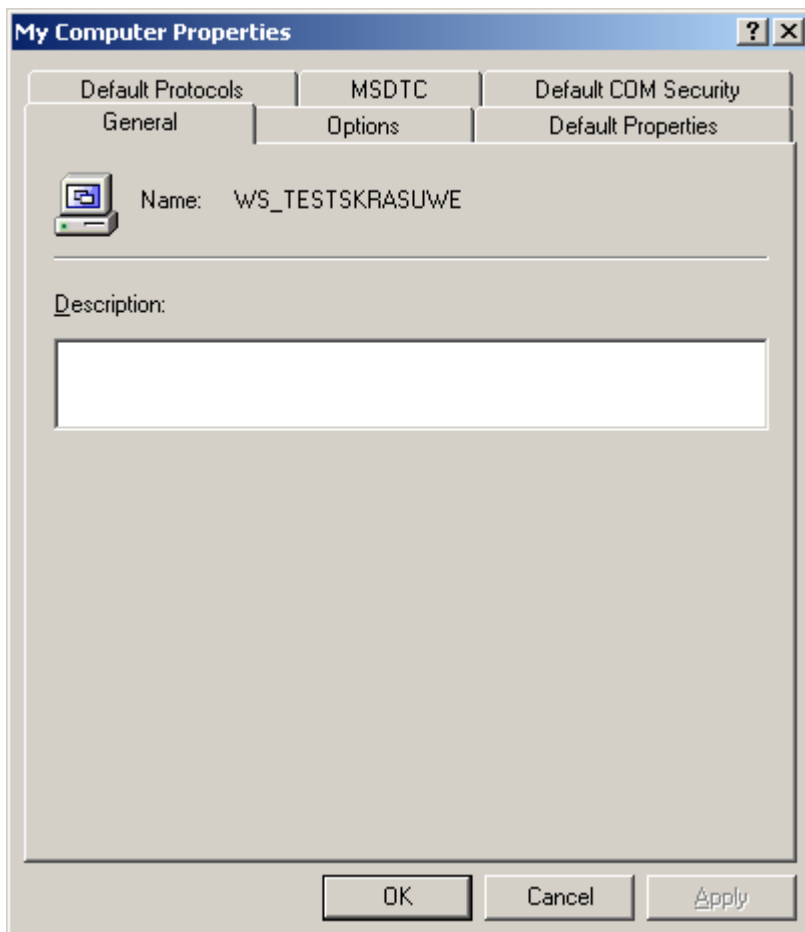 My Computer Properties
Default Protocols MSDTC Default COM Security
General Options Default Properties
Name: WS_TESTSKRASUWE
Description:
OK Cancel Apply